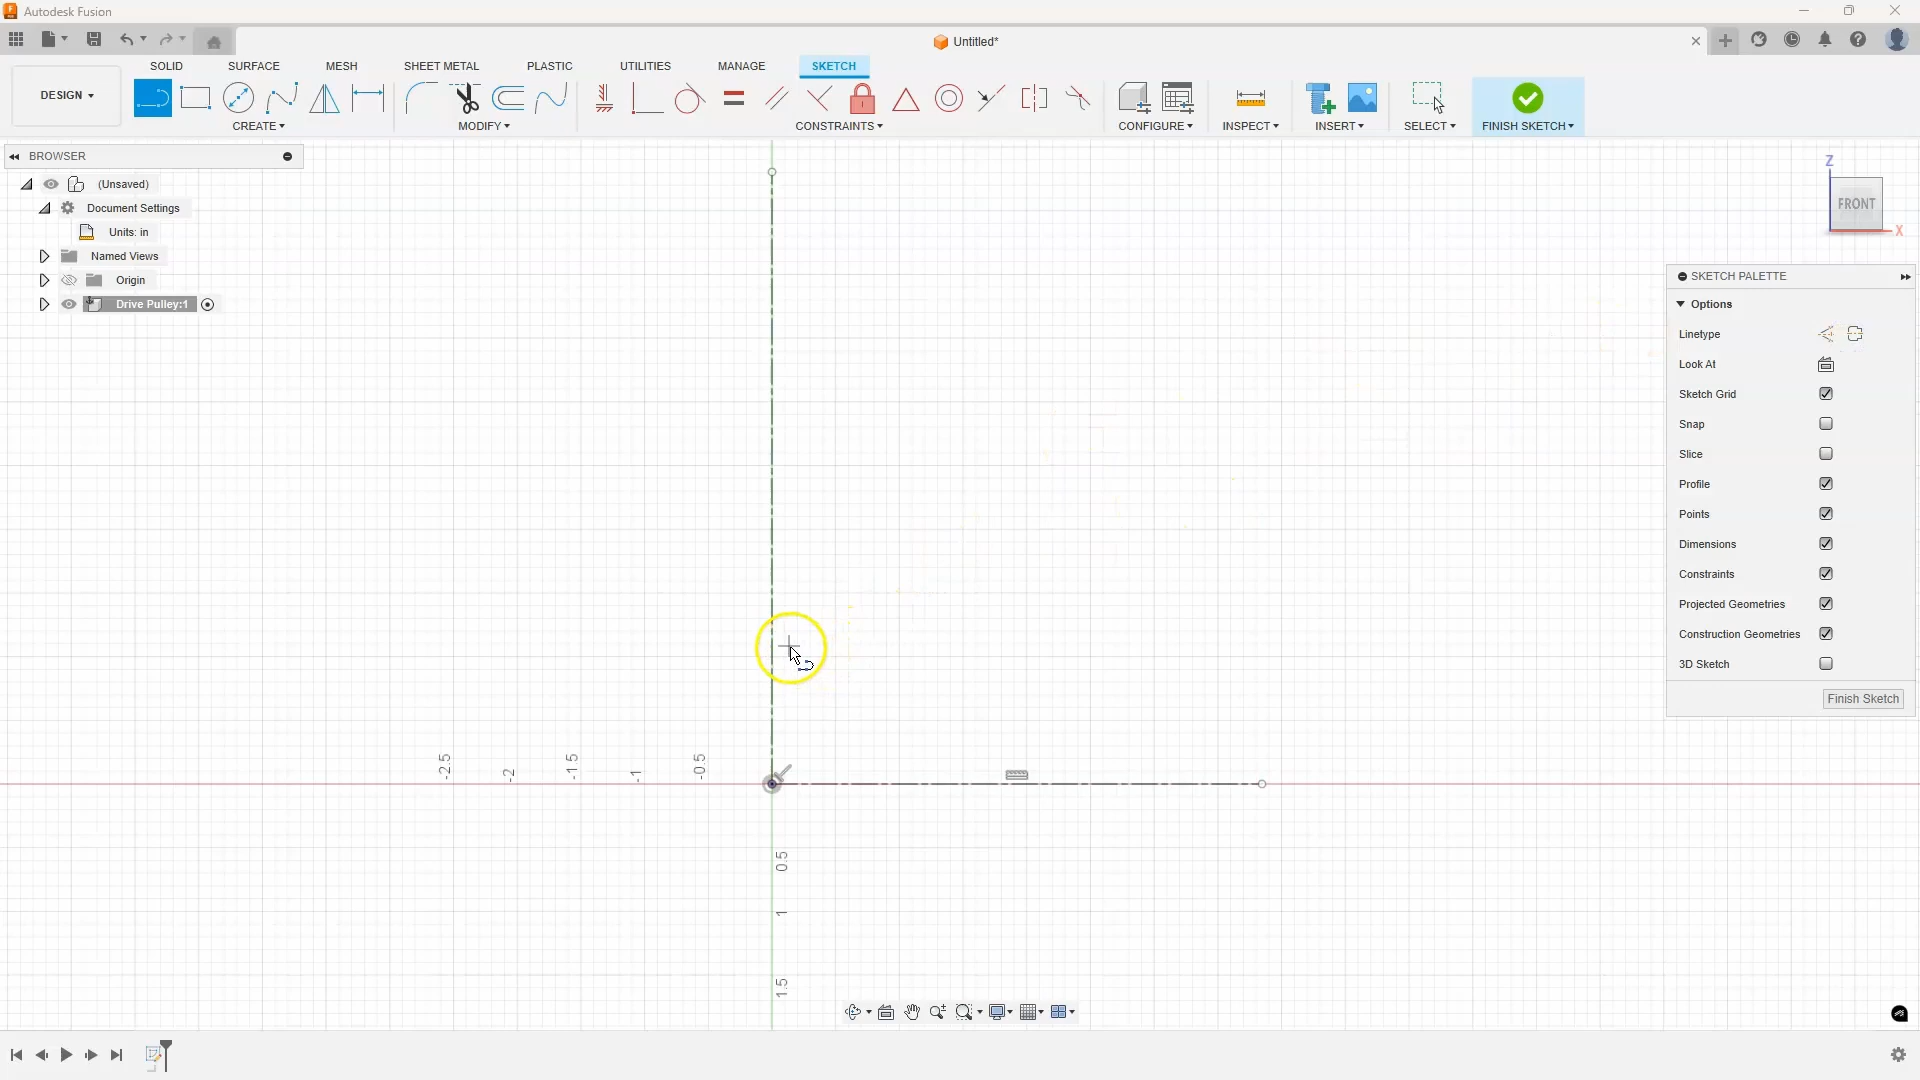 Autodesk Fusion
Untitled*
SOLID SURFACE MESH SHEET METAL PLASTIC UTILITIES MANAGE SKETCH
DESIGN
CREATE MODIFY CONSTRAINTS CONFIGURE INSPECT INSERT SELECT FINISH SKETCH
BROWSER
(Unsaved)
Document Settings
Units: in
Named Views
Origin
Drive Pulley:1
Z
FRONT
X
SKETCH PALETTE
Options
Linetype
Look At
Sketch Grid
Snap
Slice
Profile
Points
Dimensions
Constraints
Projected Geometries
Construction Geometries
3D Sketch
Finish Sketch
-2.5
-2
-1.5
-1
-0.5
0.5
1
1.5